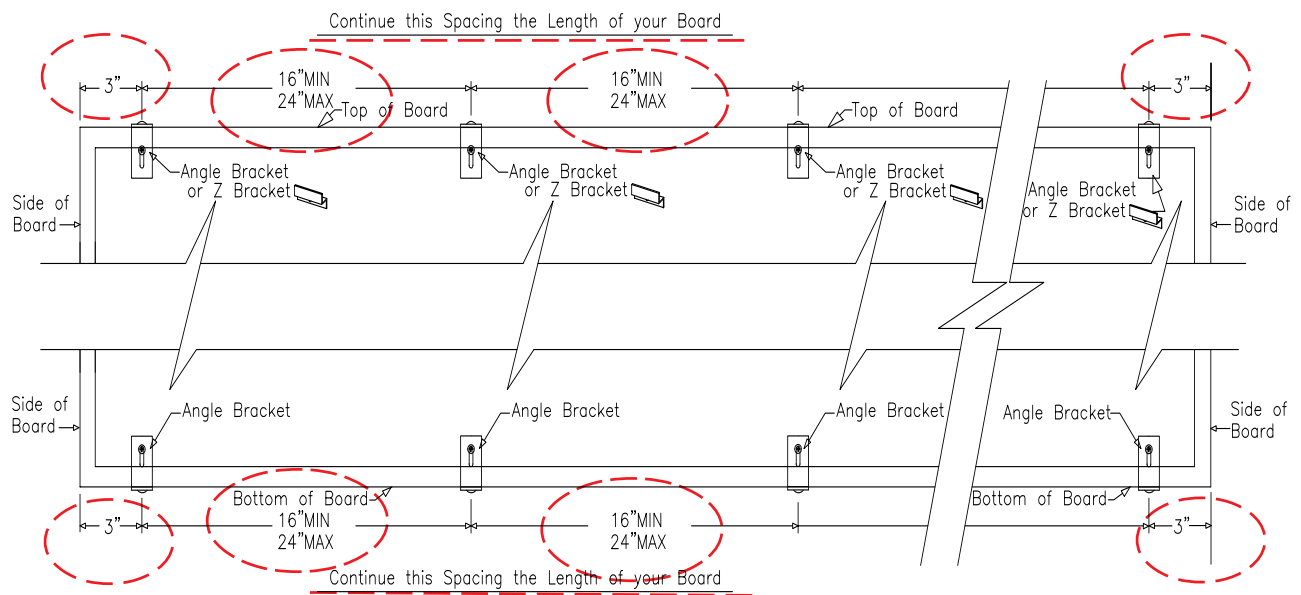 Continue this Spacing the Length of your Board
3"
16"MIN
24"MAX
16"MIN
24"MAX
3"
Top of Board
Top of Board
Angle Bracket
or Z Bracket
Angle Bracket
or Z Bracket
Angle Bracket
or Z Bracket
Angle Bracket
or Z Bracket
Side of
Board
Side of
Board
Side of
Board
Angle Bracket
Angle Bracket
Angle Bracket
Angle Bracket
Side of
Board
Bottom of Board
Bottom of Board
3"
16"MIN
24"MAX
16"MIN
24"MAX
3"
Continue this Spacing the Length of your Board